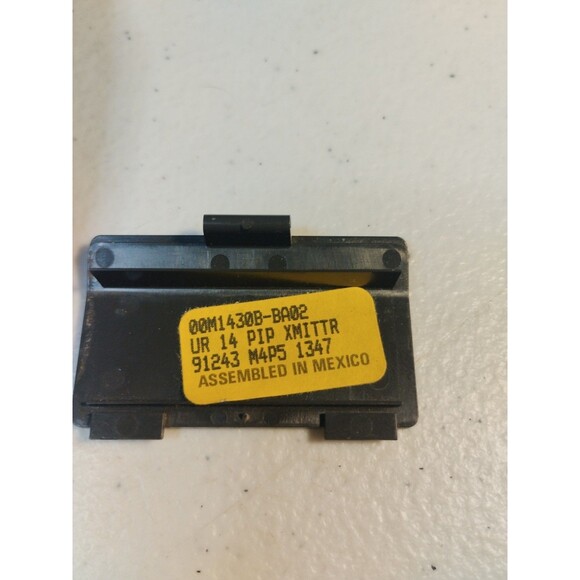 00M1430B-BA02
UR 14 PIP XMITTR
91243 M4P5 1347
ASSEMBLED IN MEXICO